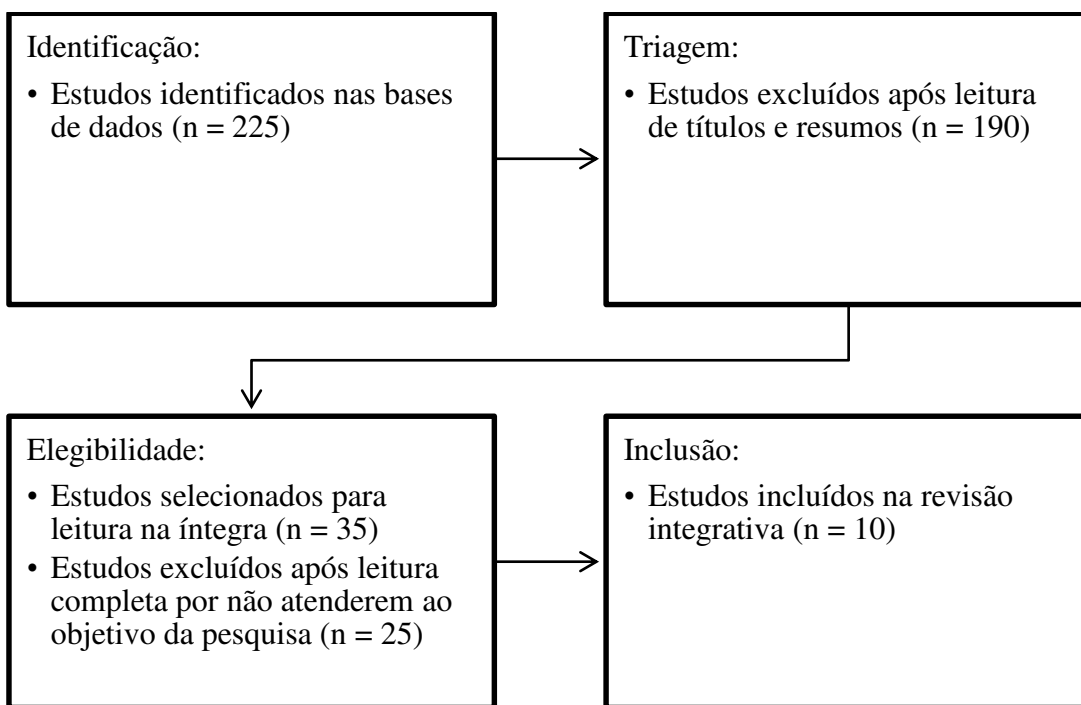 Identificação:
• Estudos identificados nas bases
de dados (n = 225)
Triagem:
• Estudos excluídos após leitura
de títulos e resumos (n = 190)
Elegibilidade:
• Estudos selecionados para
leitura na íntegra (n = 35)
• Estudos excluídos após leitura
completa por não atenderem ao
objetivo da pesquisa (n = 25)
Inclusão:
• Estudos incluídos na revisão
integrativa (n = 10)